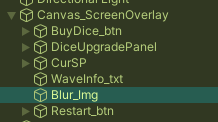 Directional Light
Canvas_ScreenOverlay
BuyDice_btn
DiceUpgradePanel
CurSP
WaveInfo_txt
Blur_Img
Restart_btn